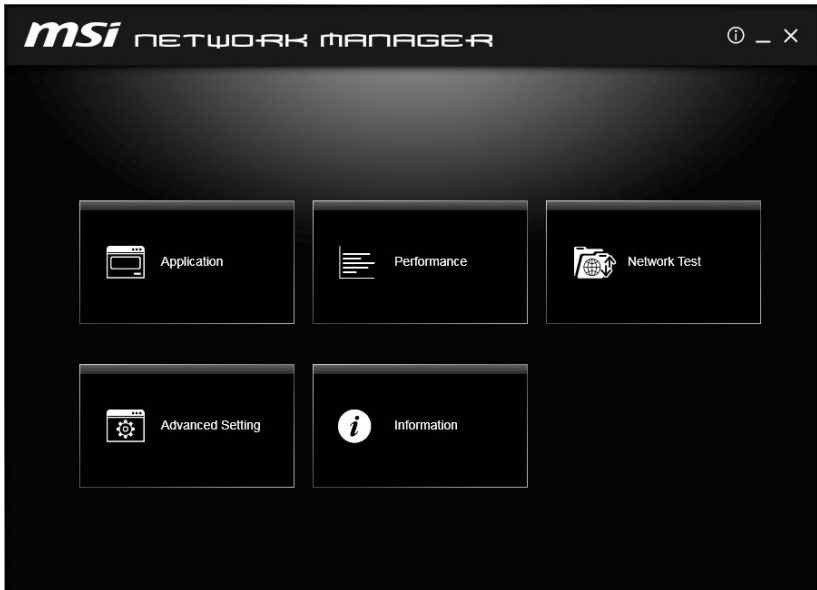 msi NETWORK MANAGER
Application
Performance
Network Test
Advanced Setting
Information